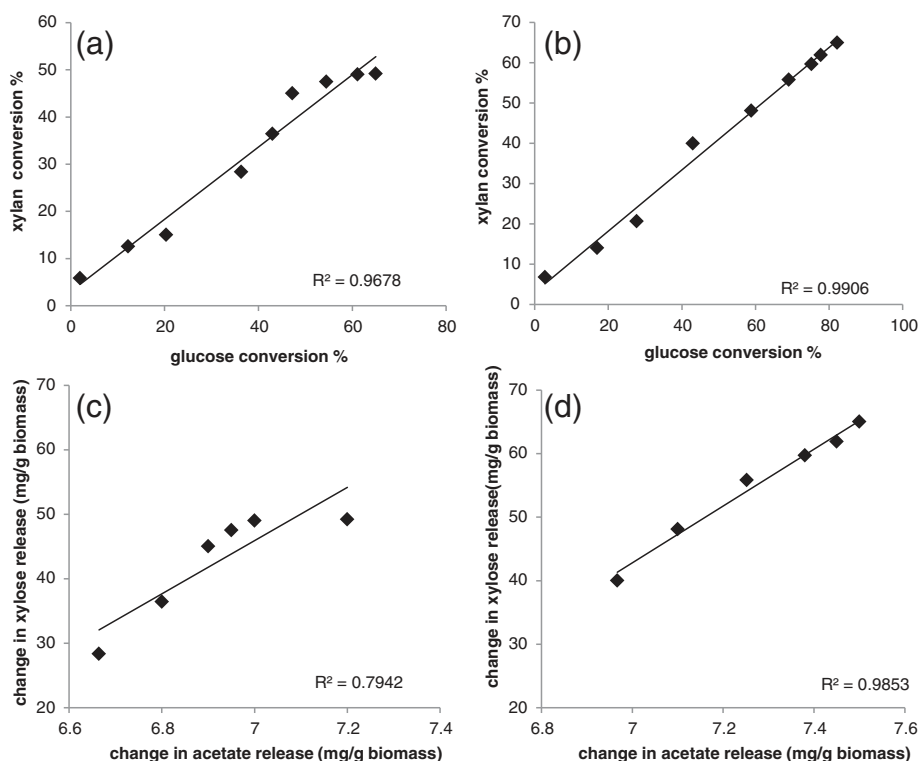 (a)
60
50
40
30
20
10
0
xylan conversion %
R² = 0.9678
0 20 40 60 80
glucose conversion %
(b)
70
60
50
40
30
20
10
0
xylan conversion %
R² = 0.9906
0 20 40 60 80 100
glucose conversion %
(c)
70
60
50
40
30
20
change in xylose release (mg/g biomass)
R² = 0.7942
6.6 6.8 7 7.2 7.4
change in acetate release (mg/g biomass)
(d)
70
60
50
40
30
20
change in xylose release(mg/g biomass)
R² = 0.9853
6.8 7 7.2 7.4 7.6
change in acetate release (mg/g biomass)